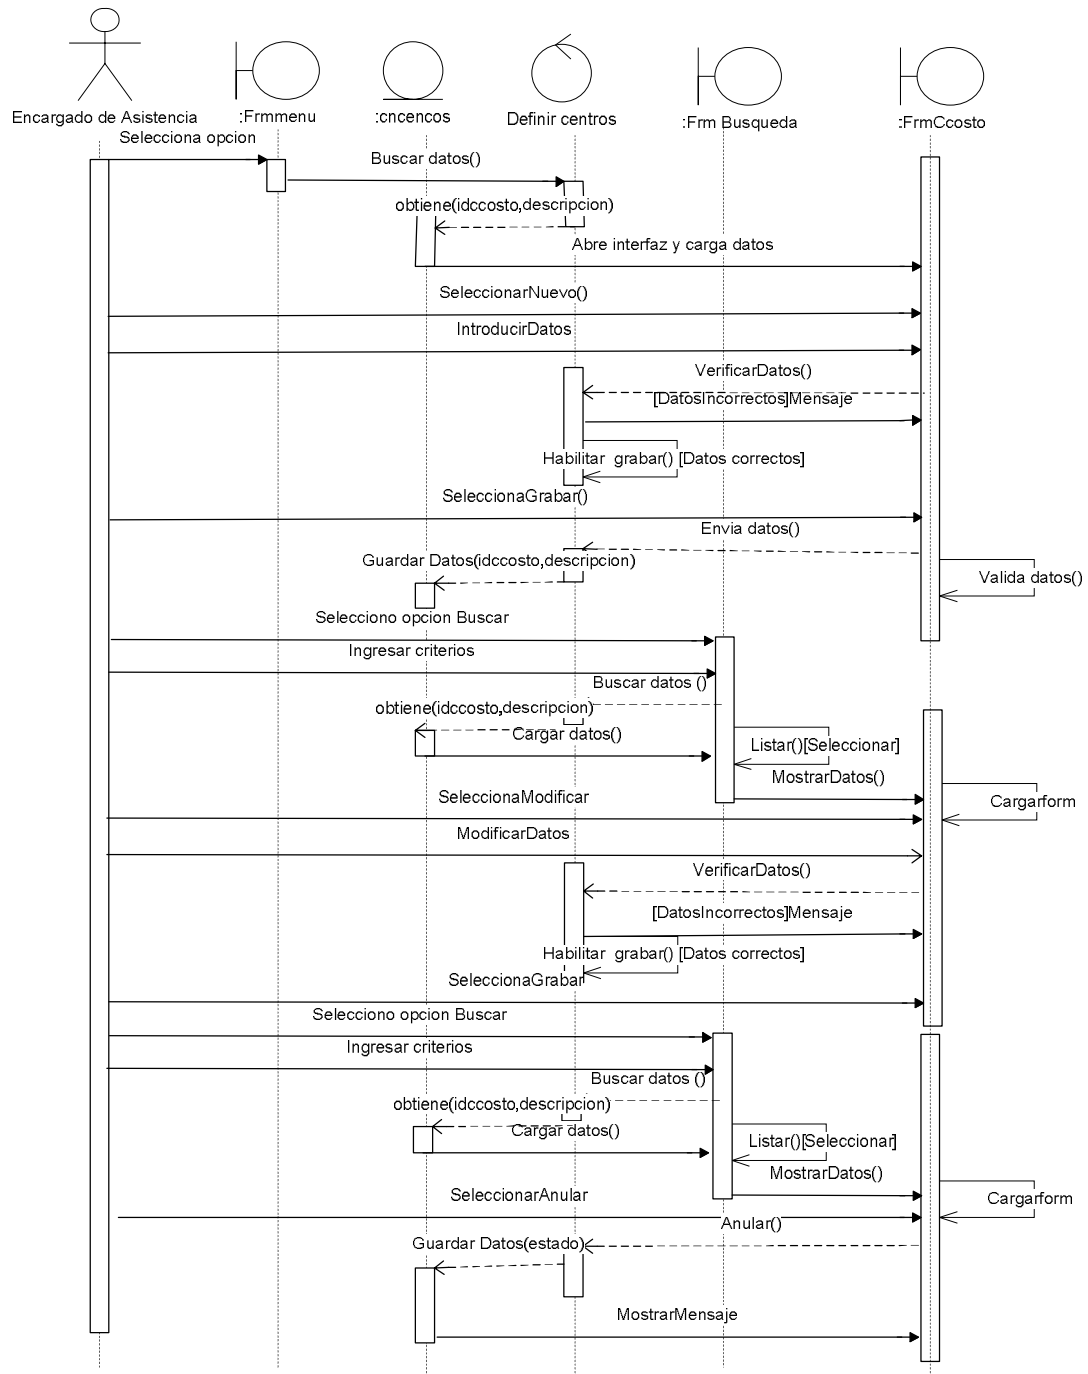 Encargado de Asistencia
:Frmmenu
:cncencos
Definir centros
:Frm Busqueda
:FrmCcosto
Selecciona opcion
Buscar datos()
obtiene(idccosto,descripcion)
Abre interfaz y carga datos
SeleccionarNuevo()
IntroducirDatos
VerificarDatos()
[DatosIncorrectos]Mensaje
Habilitar grabar() [Datos correctos]
SeleccionaGrabar()
Envia datos()
Guardar Datos(idccosto,descripcion)
Valida datos()
Selecciono opcion Buscar
Ingresar criterios
Buscar datos ()
obtiene(idccosto,descripcion)
Cargar datos()
Listar()[Seleccionar]
MostrarDatos()
SeleccionaModificar
Cargarform
ModificarDatos
VerificarDatos()
[DatosIncorrectos]Mensaje
Habilitar grabar() [Datos correctos]
SeleccionaGrabar
Selecciono opcion Buscar
Ingresar criterios
Buscar datos ()
obtiene(idccosto,descripcion)
Cargar datos()
Listar()[Seleccionar]
MostrarDatos()
SeleccionarAnular
Cargarform
Anular()
Guardar Datos(estado)
MostrarMensaje